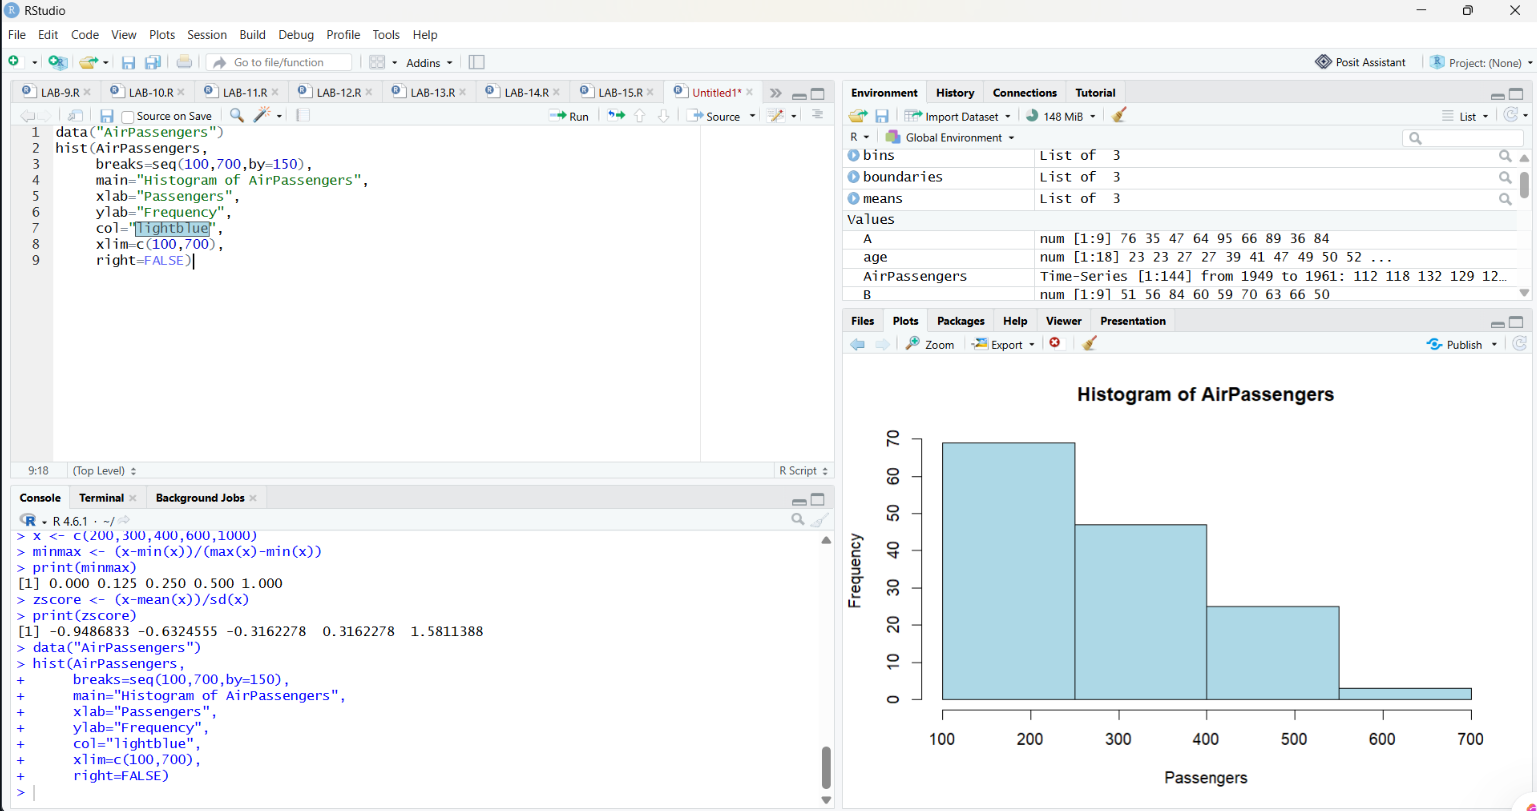 RStudio
File Edit Code View Plots Session Build Debug Profile Tools Help
Go to file/function Addins Posit Assistant Project: (None)
LAB-9.R LAB-10.R LAB-11.R LAB-12.R LAB-13.R LAB-14.R LAB-15.R Untitled1*
Source on Save Run Source
1 data("AirPassengers")
2 hist(AirPassengers,
3 breaks=seq(100,700,by=150),
4 main="Histogram of AirPassengers",
5 xlab="Passengers",
6 ylab="Frequency",
7 col="lightblue",
8 xlim=c(100,700),
9 right=FALSE)
9:18 (Top Level) R Script
Console Terminal Background Jobs
R 4.6.1 · ~/
> x <- c(200,300,400,600,1000)
> minmax <- (x-min(x))/(max(x)-min(x))
> print(minmax)
[1] 0.000 0.125 0.250 0.500 1.000
> zscore <- (x-mean(x))/sd(x)
> print(zscore)
[1] -0.9486833 -0.6324555 -0.3162278 0.3162278 1.5811388
> data("AirPassengers")
> hist(AirPassengers,
+ breaks=seq(100,700,by=150),
+ main="Histogram of AirPassengers",
+ xlab="Passengers",
+ ylab="Frequency",
+ col="lightblue",
+ xlim=c(100,700),
+ right=FALSE)
>
Environment History Connections Tutorial
Import Dataset 148 MiB List
R Global Environment
bins List of 3
boundaries List of 3
means List of 3
Values
A num [1:9] 76 35 47 64 95 66 89 36 84
age num [1:18] 23 23 27 27 39 41 47 49 50 52 ...
AirPassengers Time-Series [1:144] from 1949 to 1961: 112 118 132 129 12…
B num [1:9] 51 56 84 60 59 70 63 66 50
Files Plots Packages Help Viewer Presentation
Zoom Export Publish
Histogram of AirPassengers
Frequency
70
60
50
40
30
20
10
0
100 200 300 400 500 600 700
Passengers